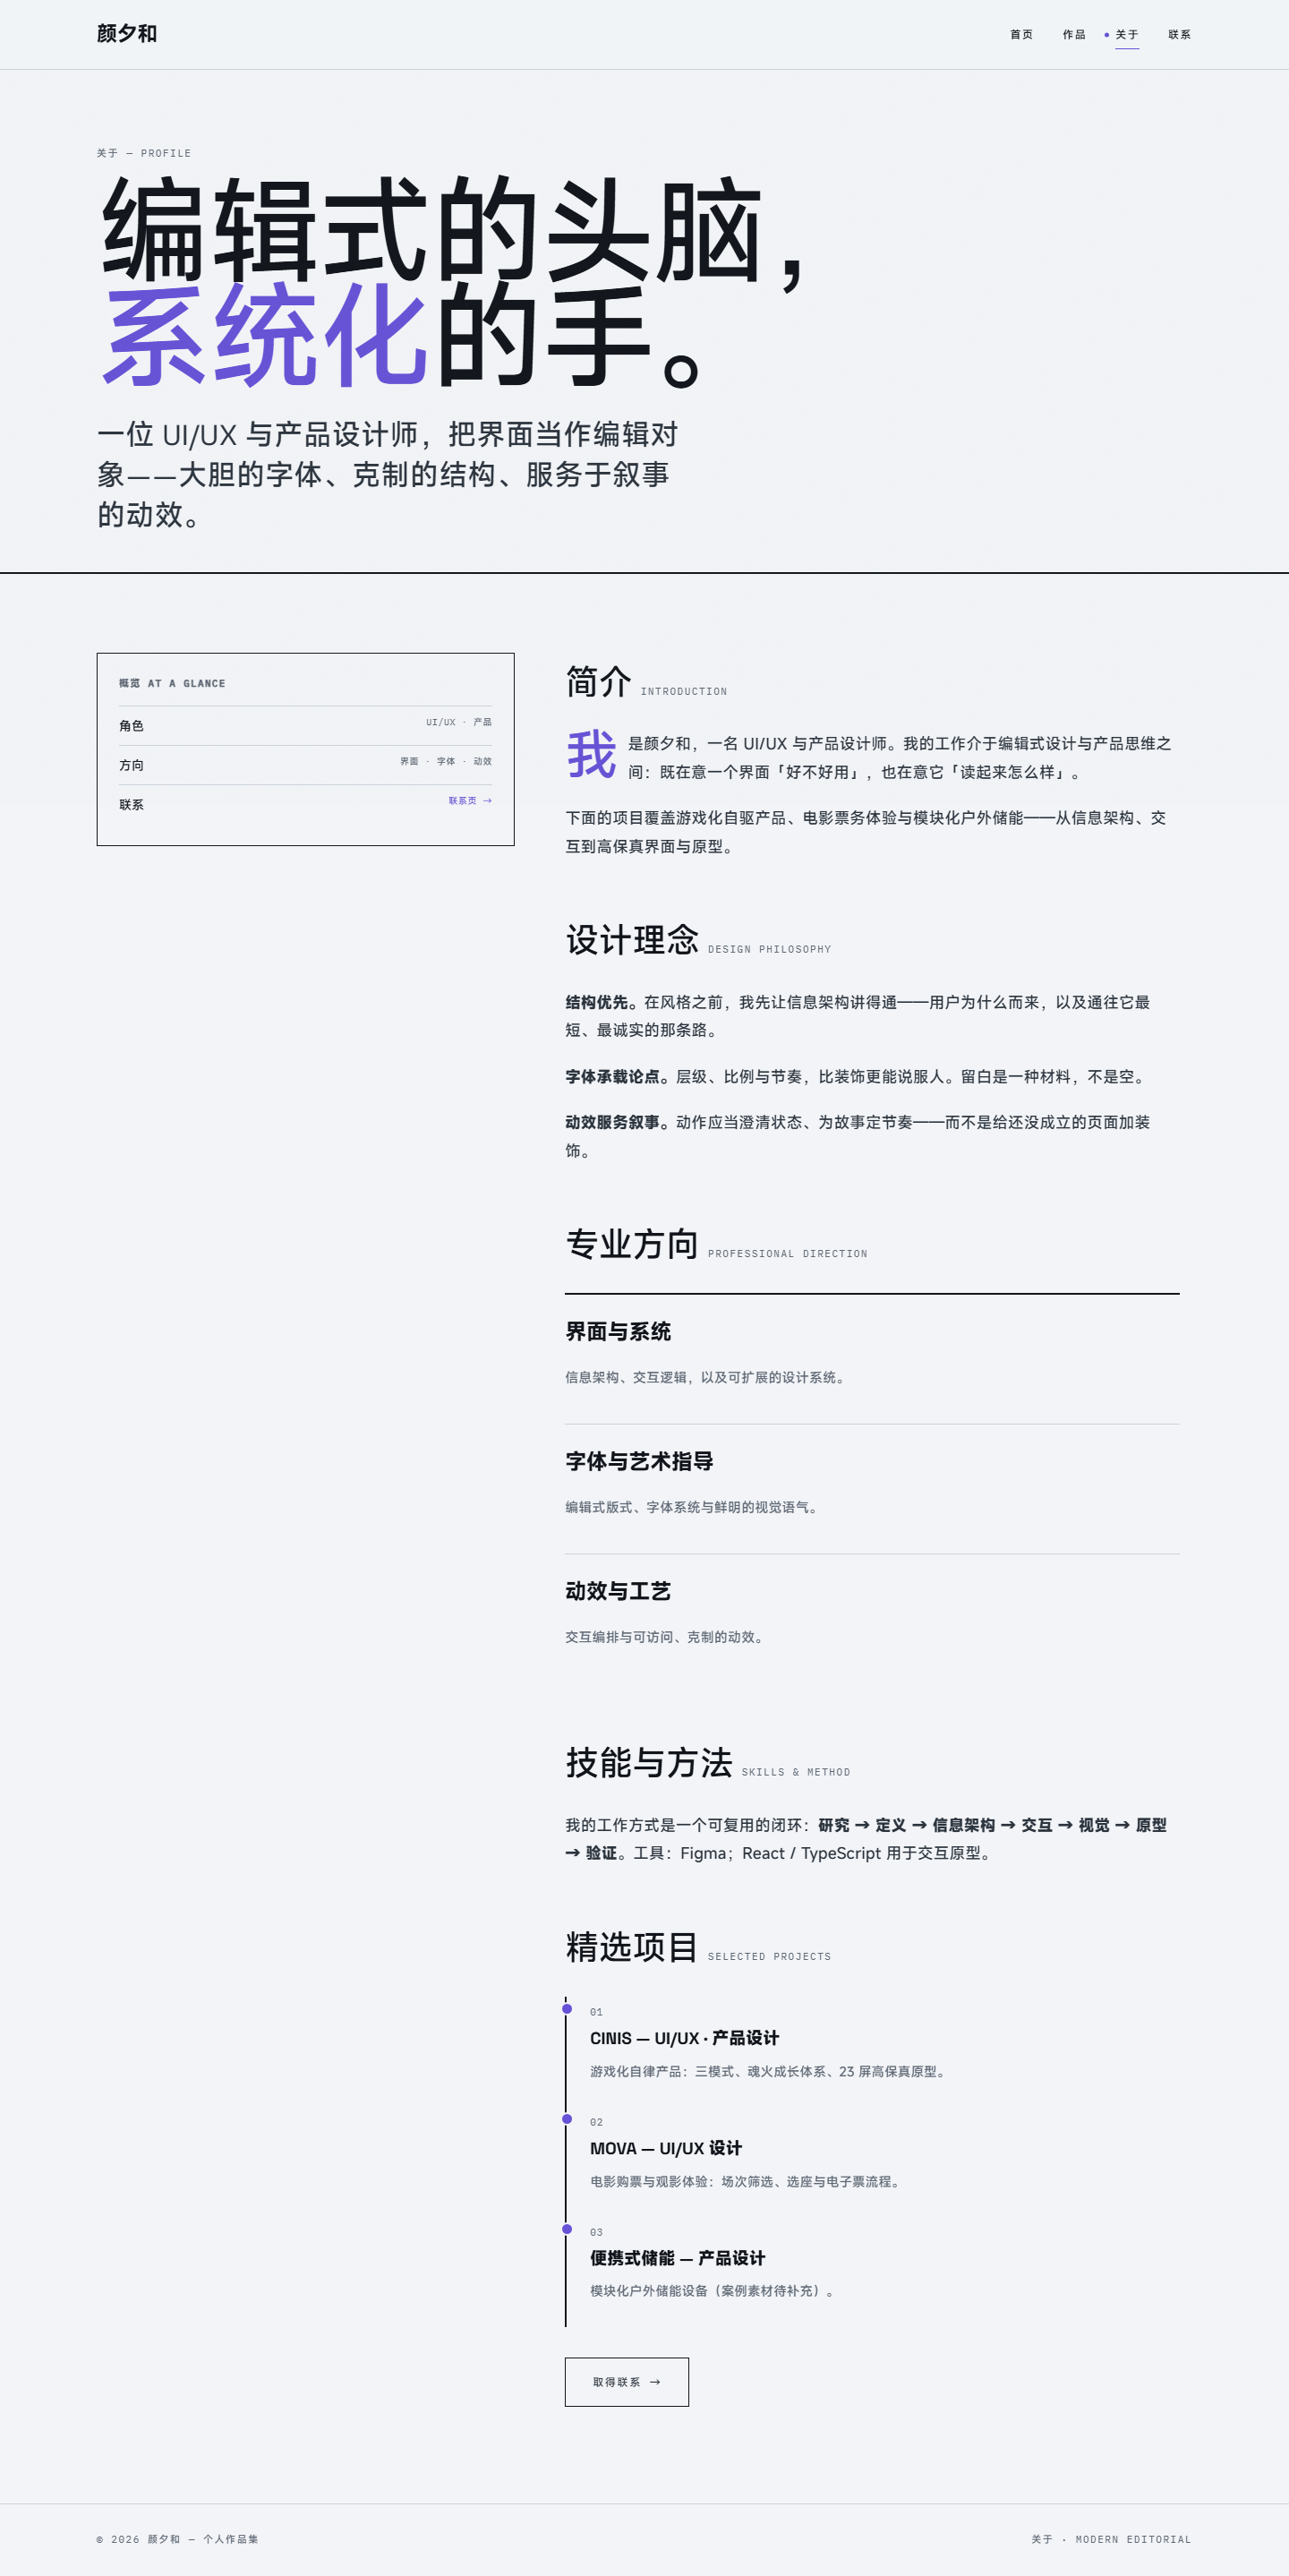 颜夕和
首页 作品 关于 联系
关于 — PROFILE
编辑式的头脑，
系统化的手。
一位 UI/UX 与产品设计师，把界面当作编辑对
象——大胆的字体、克制的结构、服务于叙事
的动效。
概览 AT A GLANCE
角色 UI/UX · 产品
方向 界面 · 字体 · 动效
联系 联系页 →
简介 INTRODUCTION
我是颜夕和，一名 UI/UX 与产品设计师。我的工作介于编辑式设计与产品思维之
间：既在意一个界面「好不好用」，也在意它「读起来怎么样」。
下面的项目覆盖游戏化自驱产品、电影票务体验与模块化户外储能——从信息架构、交
互到高保真界面与原型。
设计理念 DESIGN PHILOSOPHY
结构优先。在风格之前，我先让信息架构讲得通——用户为什么而来，以及通往它最
短、最诚实的那条路。
字体承载论点。层级、比例与节奏，比装饰更能说服人。留白是一种材料，不是空。
动效服务叙事。动作应当澄清状态、为故事定节奏——而不是给还没成立的页面加装
饰。
专业方向 PROFESSIONAL DIRECTION
界面与系统
信息架构、交互逻辑，以及可扩展的设计系统。
字体与艺术指导
编辑式版式、字体系统与鲜明的视觉语气。
动效与工艺
交互编排与可访问、克制的动效。
技能与方法 SKILLS & METHOD
我的工作方式是一个可复用的闭环：研究 → 定义 → 信息架构 → 交互 → 视觉 → 原型
→ 验证。工具：Figma；React / TypeScript 用于交互原型。
精选项目 SELECTED PROJECTS
01
CINIS — UI/UX · 产品设计
游戏化自律产品：三模式、魂火成长体系、23 屏高保真原型。
02
MOVA — UI/UX 设计
电影购票与观影体验：场次筛选、选座与电子票流程。
03
便携式储能 — 产品设计
模块化户外储能设备（案例素材待补充）。
取得联系 →
© 2026 颜夕和 — 个人作品集
关于 · MODERN EDITORIAL